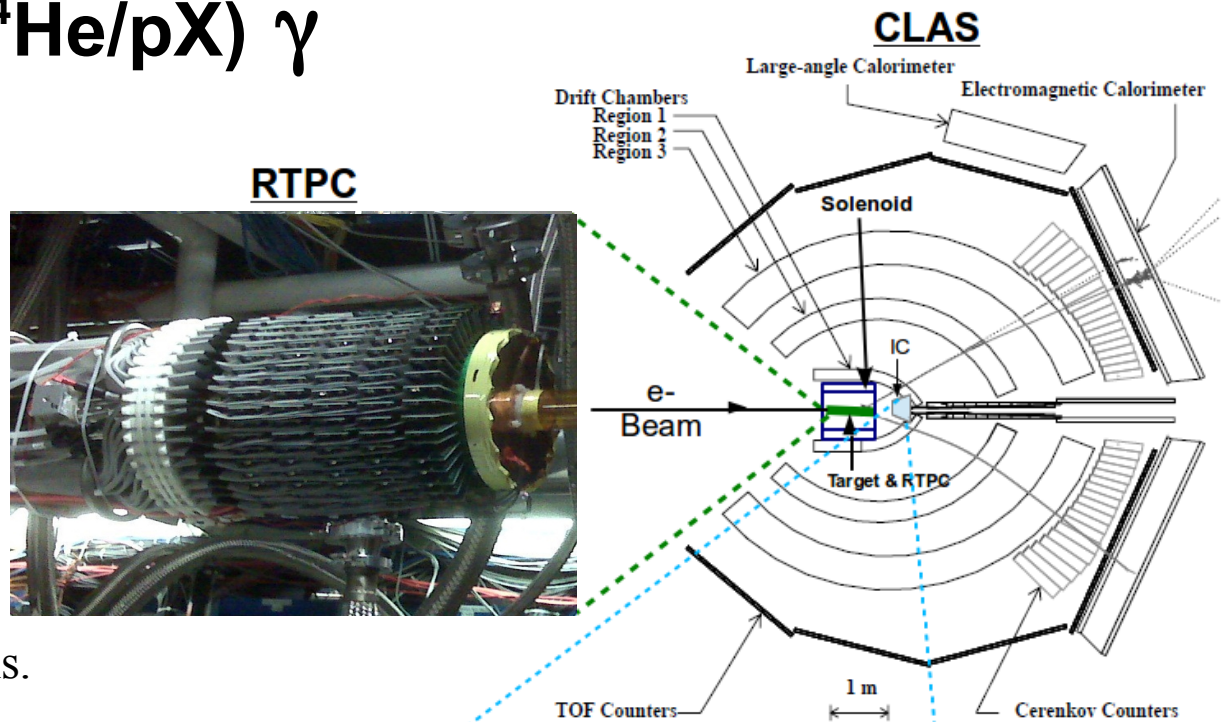 ⁴He/pX) γ
CLAS
Large-angle Calorimeter
Electromagnetic Calorimeter
Drift Chambers
Region 1
Region 2
Region 3
RTPC
Solenoid
IC
e-
Beam
Target & RTPC
s.
1 m
TOF Counters
Cerenkov Counters